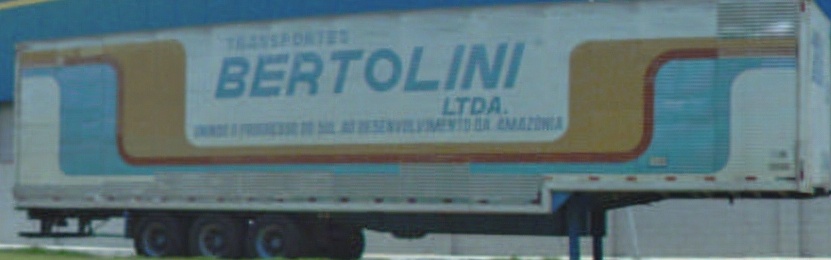 TRANSPORTES
BERTOLINI
LTDA.
UNINDO O PROGRESSO DO SUL AO DESENVOLVIMENTO DA AMAZÔNIA